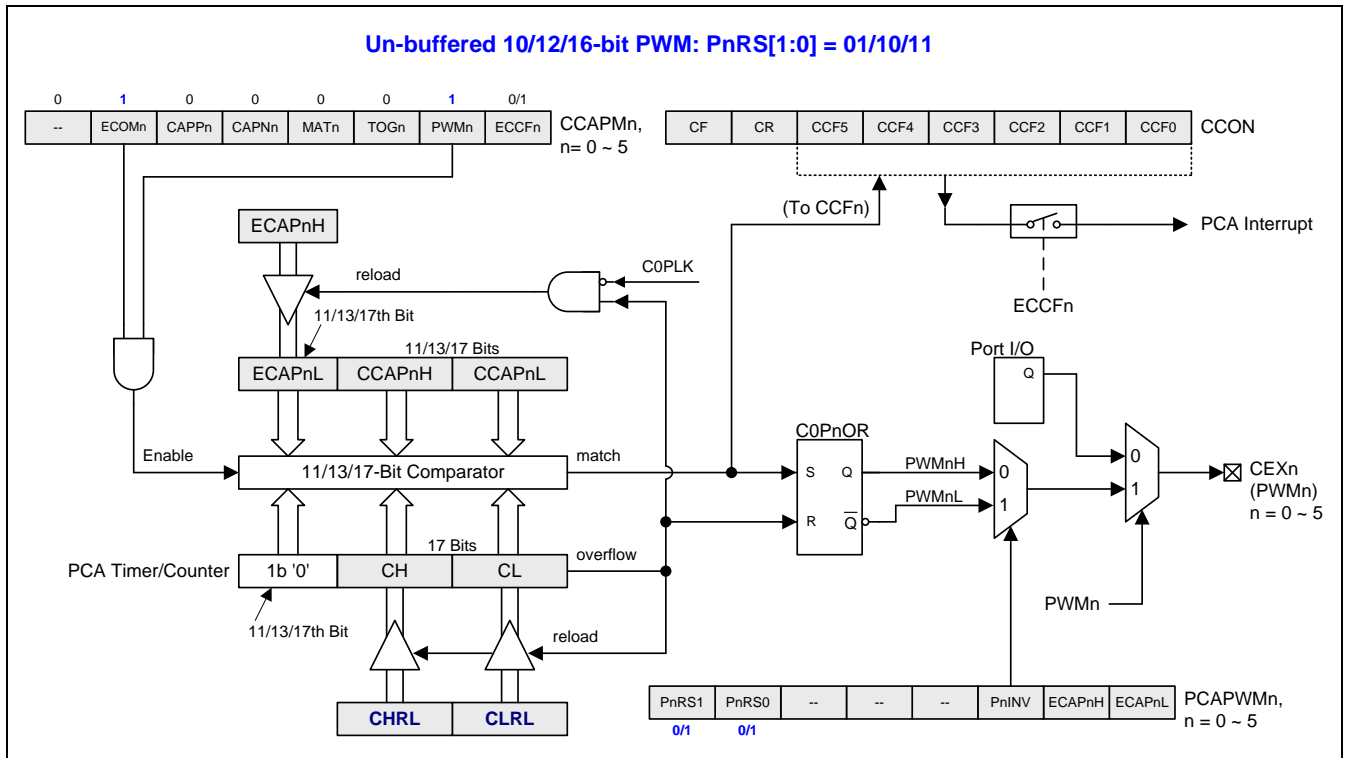 Un-buffered 10/12/16-bit PWM: PnRS[1:0] = 01/10/11
0 1 0 0 0 0 1 0/1
-- ECOMn CAPPn CAPNn MATn TOGn PWMn ECCFn
CCAPMn,
n= 0 ~ 5
CF CR CCF5 CCF4 CCF3 CCF2 CCF1 CCF0
CCON
(To CCFn)
PCA Interrupt
ECCFn
ECAPnH
reload
C0PLK
11/13/17th Bit
11/13/17 Bits
ECAPnL CCAPnH CCAPnL
Port I/O
Q
Enable
11/13/17-Bit Comparator
match
C0PnOR
S Q
R Q
PWMnH
PWMnL
0
1
0
1
CEXn
(PWMn)
n = 0 ~ 5
17 Bits
overflow
PCA Timer/Counter
1b '0' CH CL
11/13/17th Bit
reload
PWMn
CHRL CLRL
PnRS1 PnRS0 -- -- -- PnINV ECAPnH ECAPnL
0/1 0/1
PCAPWMn,
n = 0 ~ 5